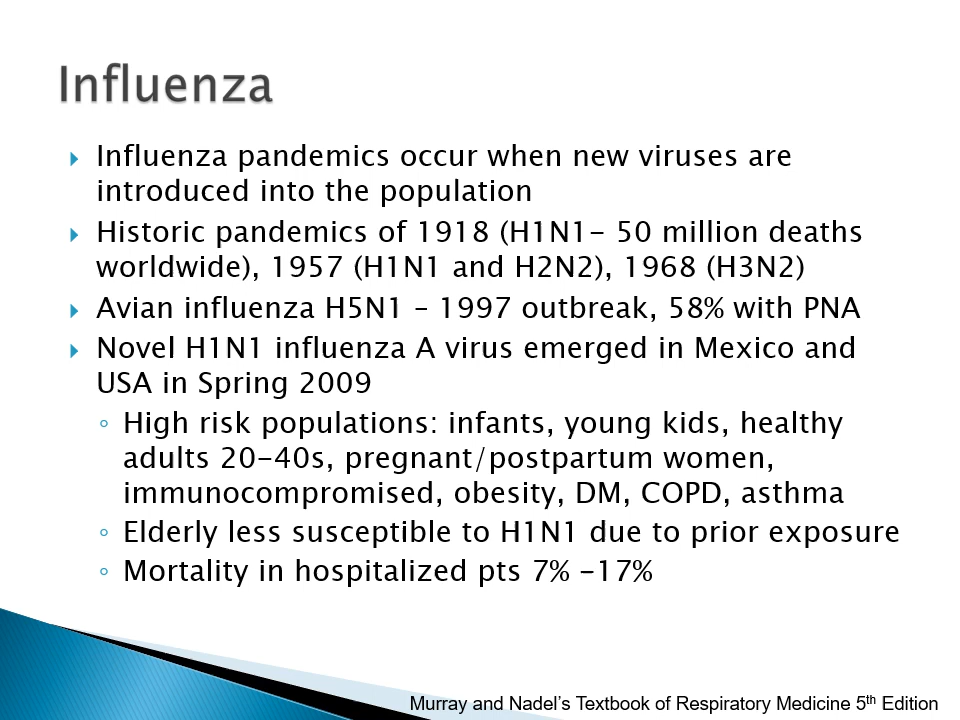 Influenza
Influenza pandemics occur when new viruses are
introduced into the population
Historic pandemics of 1918 (H1N1- 50 million deaths
worldwide), 1957 (H1N1 and H2N2), 1968 (H3N2)
Avian influenza H5N1 – 1997 outbreak, 58% with PNA
Novel H1N1 influenza A virus emerged in Mexico and
USA in Spring 2009
High risk populations: infants, young kids, healthy
adults 20-40s, pregnant/postpartum women,
immunocompromised, obesity, DM, COPD, asthma
Elderly less susceptible to H1N1 due to prior exposure
Mortality in hospitalized pts 7% -17%
Murray and Nadel’s Textbook of Respiratory Medicine 5th Edition